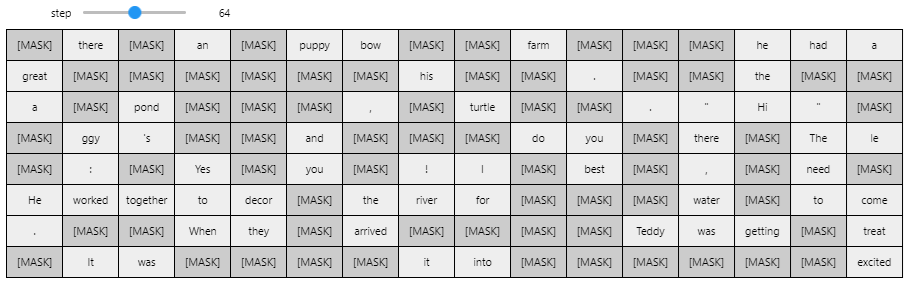 step 64
[MASK] there [MASK] an [MASK] puppy bow [MASK] [MASK] farm [MASK] [MASK] [MASK] he had a
great [MASK] [MASK] [MASK] [MASK] [MASK] [MASK] his [MASK] [MASK] . [MASK] [MASK] the [MASK] [MASK]
a [MASK] pond [MASK] [MASK] [MASK] , [MASK] turtle [MASK] [MASK] . " Hi " [MASK]
[MASK] ggy 's [MASK] [MASK] and [MASK] [MASK] [MASK] do you [MASK] there [MASK] The le
[MASK] : [MASK] Yes [MASK] you [MASK] ! I [MASK] best [MASK] , [MASK] need [MASK]
He worked together to decor [MASK] the river for [MASK] [MASK] [MASK] water [MASK] to come
. [MASK] [MASK] When they [MASK] arrived [MASK] [MASK] [MASK] [MASK] Teddy was getting [MASK] treat
[MASK] It was [MASK] [MASK] [MASK] [MASK] it into [MASK] [MASK] [MASK] [MASK] [MASK] [MASK] excited